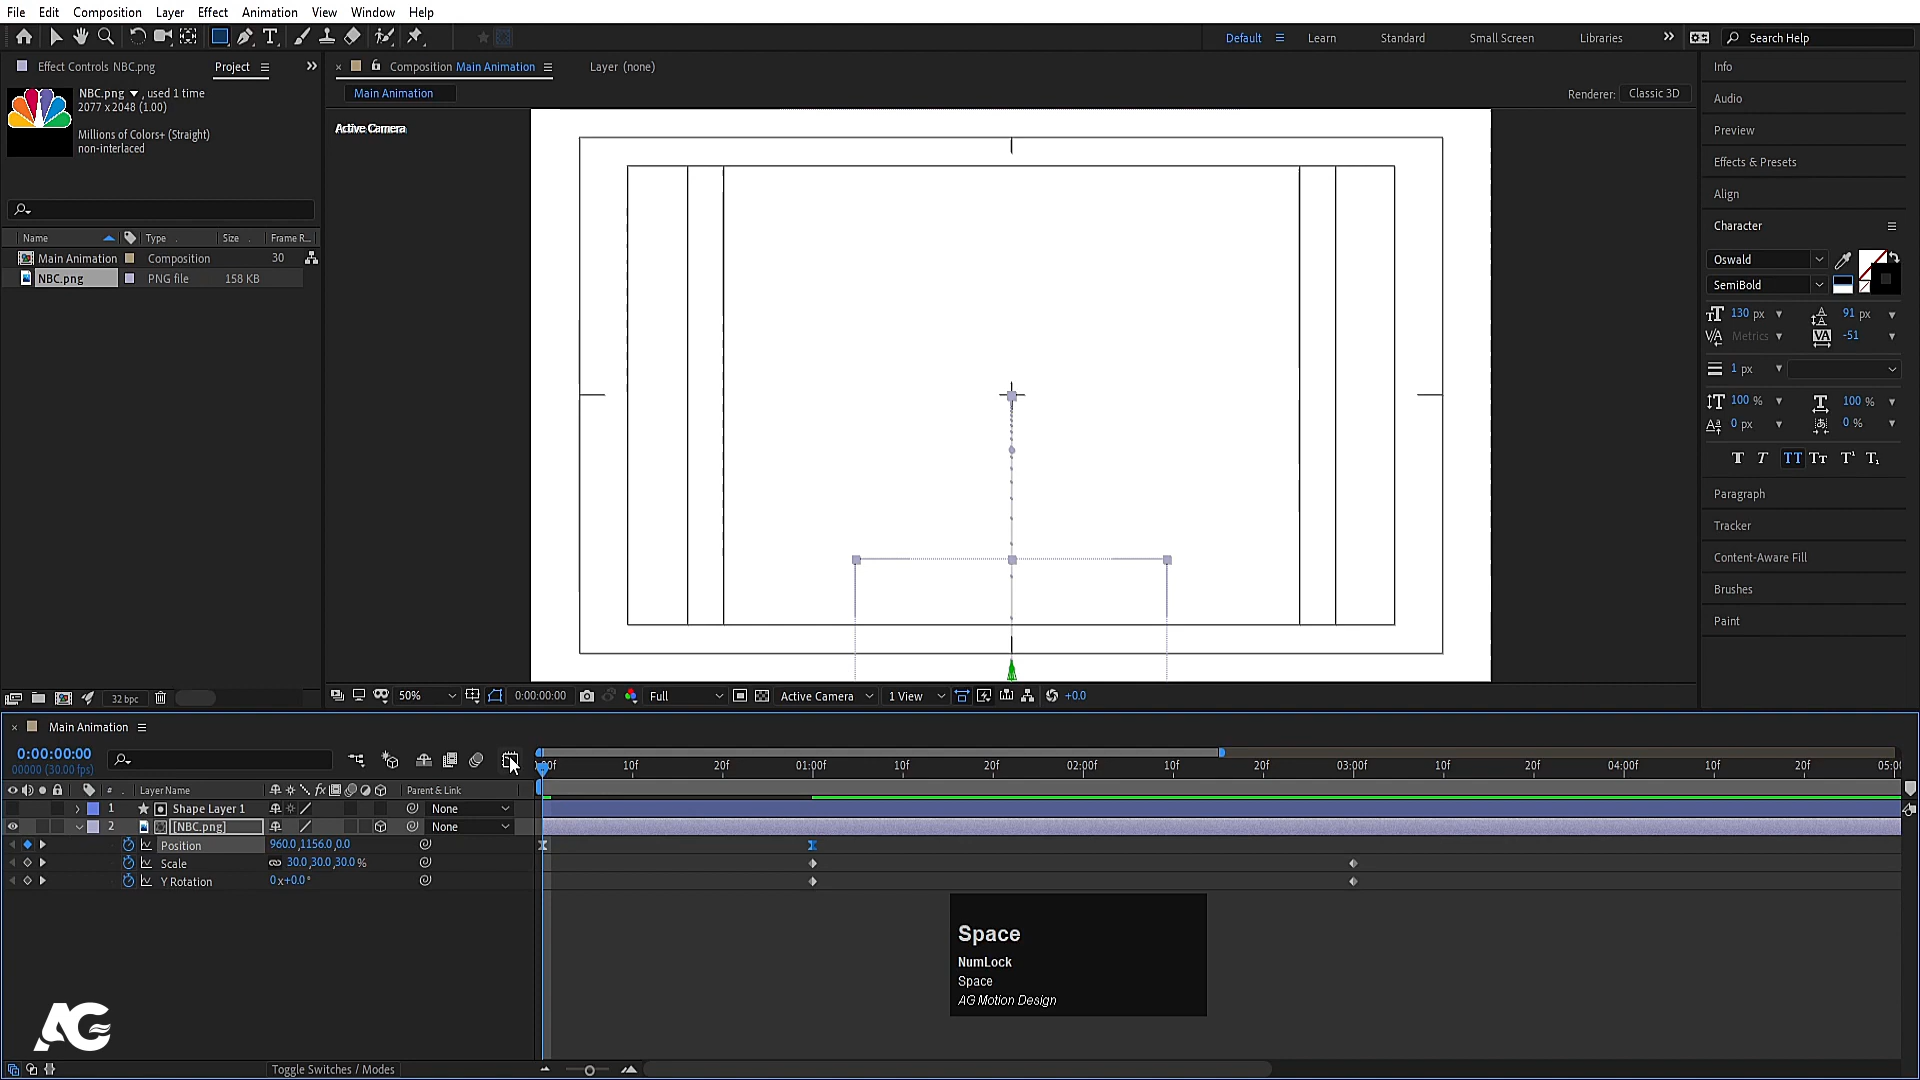 File Edit Composition Layer Effect Animation View Window Help
Default Learn Standard Small Screen Libraries Search Help
Effect Controls NBC.png Project
NBC.png , used 1 time
2077 x 2048 (1.00)
Millions of Colors+ (Straight)
non-interlaced
Name Type Size Frame R...
Main Animation Composition 30
NBC.png PNG file 158 KB
32 bpc
Composition Main Animation Layer (none)
Main Animation
Renderer: Classic 3D
Active Camera
50% 0:00:00:00 Full Active Camera 1 View +0.0
Info
Audio
Preview
Effects & Presets
Align
Character
Oswald
SemiBold
130 px 91 px
Metrics -51
1 px
100 % 100 %
0 px 0 %
T T TT Tт T¹ T₁
Paragraph
Tracker
Content-Aware Fill
Brushes
Paint
Main Animation
0:00:00:00
00000 (30.00 fps)
00f 10f 20f 01:00f 10f 20f 02:00f 10f 20f 03:00f 10f 20f 04:00f 10f 20f 05:00
# Layer Name Parent & Link
1 Shape Layer 1 None
2 [NBC.png] None
Position 960.0,1156.0,0.0
Scale 30.0,30.0,30.0%
Y Rotation 0x+0.0°
Space
NumLock
Space
AG Motion Design
AG
Toggle Switches / Modes